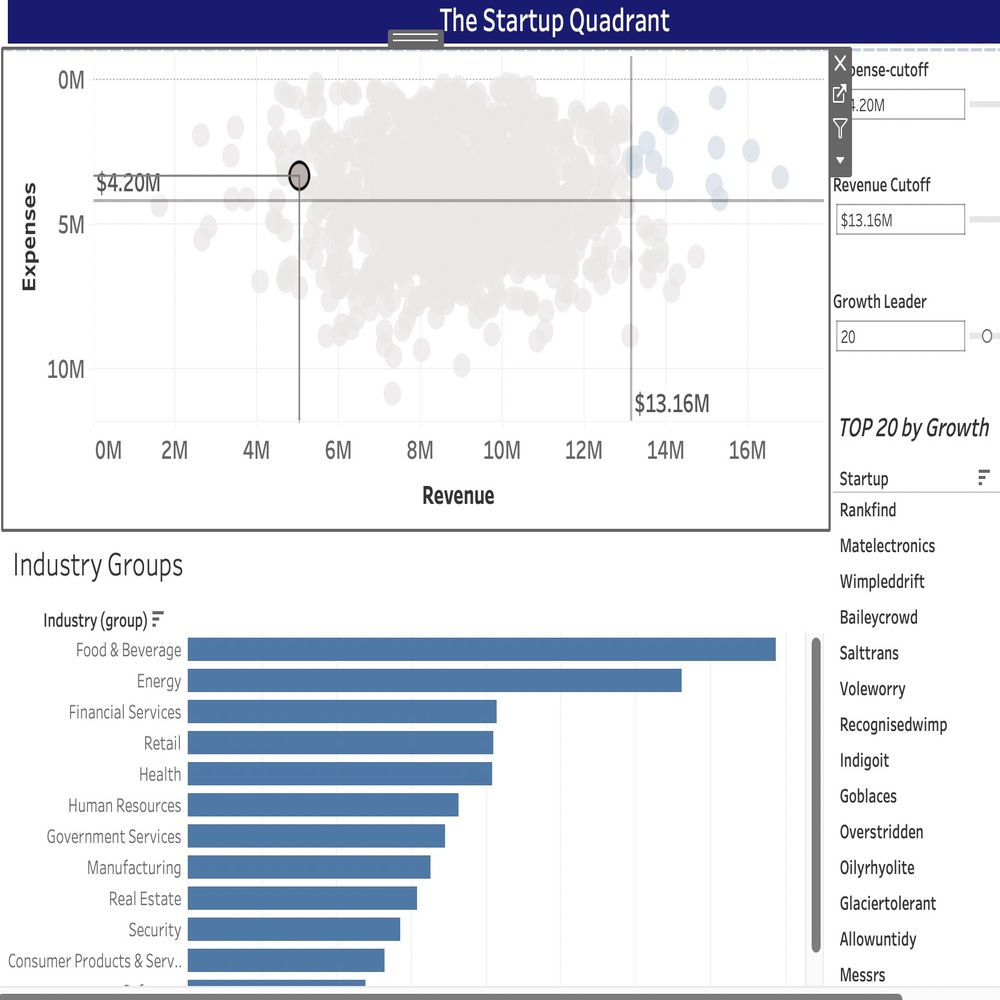 The Startup Quadrant
0M
5M
10M
Expenses
$4.20M
$13.16M
0M 2M 4M 6M 8M 10M 12M 14M 16M
Revenue
pense-cutoff
4.20M
Revenue Cutoff
$13.16M
Growth Leader
20
TOP 20 by Growth
Startup
Rankfind
Matelectronics
Wimpleddrift
Baileycrowd
Salttrans
Voleworry
Recognisedwimp
Indigoit
Goblaces
Overstridden
Oilyrhyolite
Glaciertolerant
Allowuntidy
Messrs
Industry Groups
Industry (group)
Food & Beverage
Energy
Financial Services
Retail
Health
Human Resources
Government Services
Manufacturing
Real Estate
Security
Consumer Products & Serv..